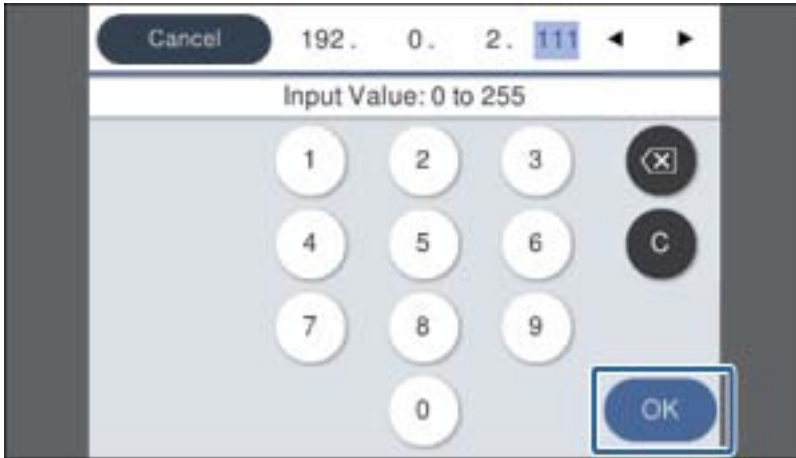 Cancel 192. 0. 2. 111 ◄ ►
Input Value: 0 to 255
1 2 3
4 5 6 C
7 8 9
0 OK